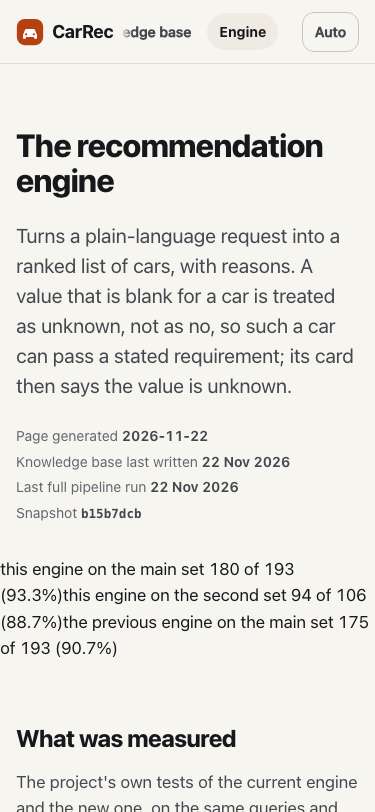 CarRec edge base Engine Auto
The recommendation
engine
Turns a plain-language request into a
ranked list of cars, with reasons. A
value that is blank for a car is treated
as unknown, not as no, so such a car
can pass a stated requirement; its card
then says the value is unknown.
Page generated 2026-11-22
Knowledge base last written 22 Nov 2026
Last full pipeline run 22 Nov 2026
Snapshot b15b7dcb
this engine on the main set 180 of 193
(93.3%)this engine on the second set 94 of 106
(88.7%)the previous engine on the main set 175
of 193 (90.7%)
What was measured
The project's own tests of the current engine
and the new one, on the same queries and